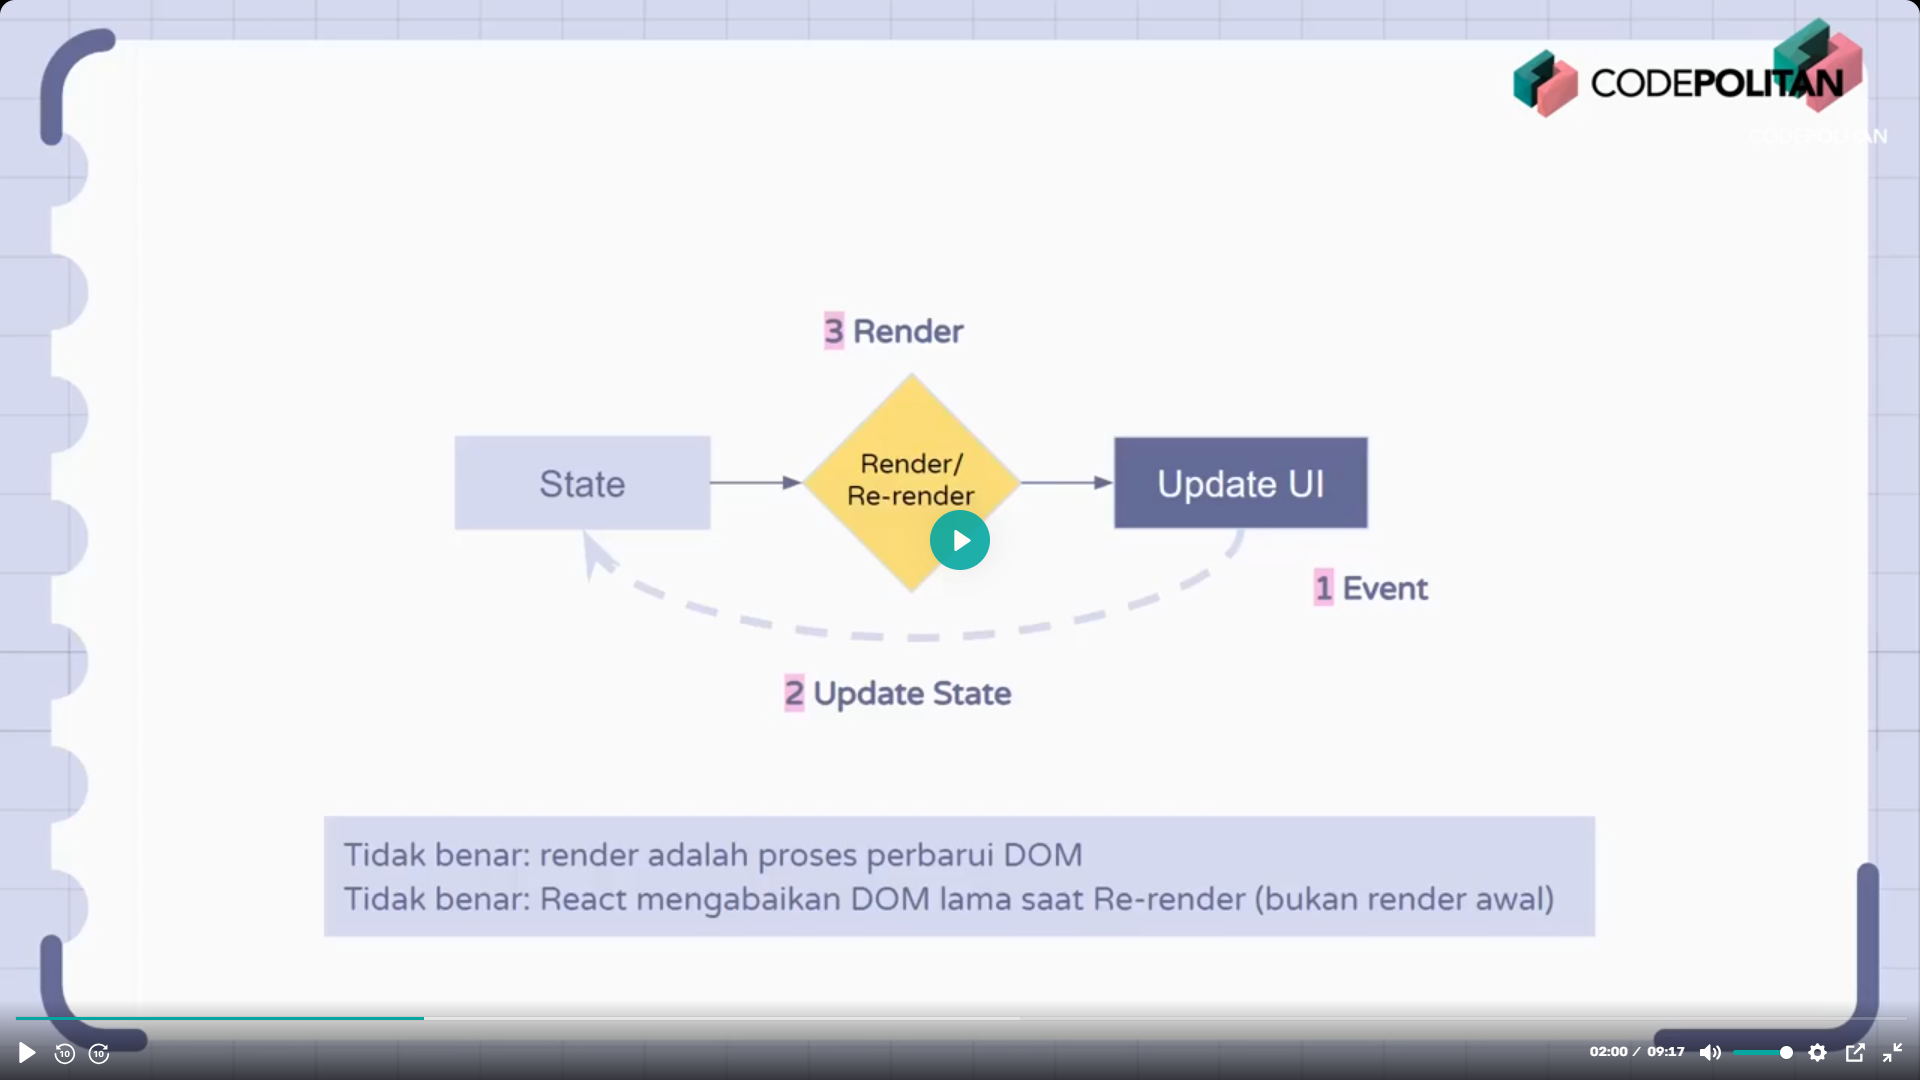 CODEPOLITAN
CODEPOLITAN
3 Render
State
Render/
Re-render
Update UI
1 Event
2 Update State
Tidak benar: render adalah proses perbarui DOM
Tidak benar: React mengabaikan DOM lama saat Re-render (bukan render awal)
10
10
02:00 / 09:17